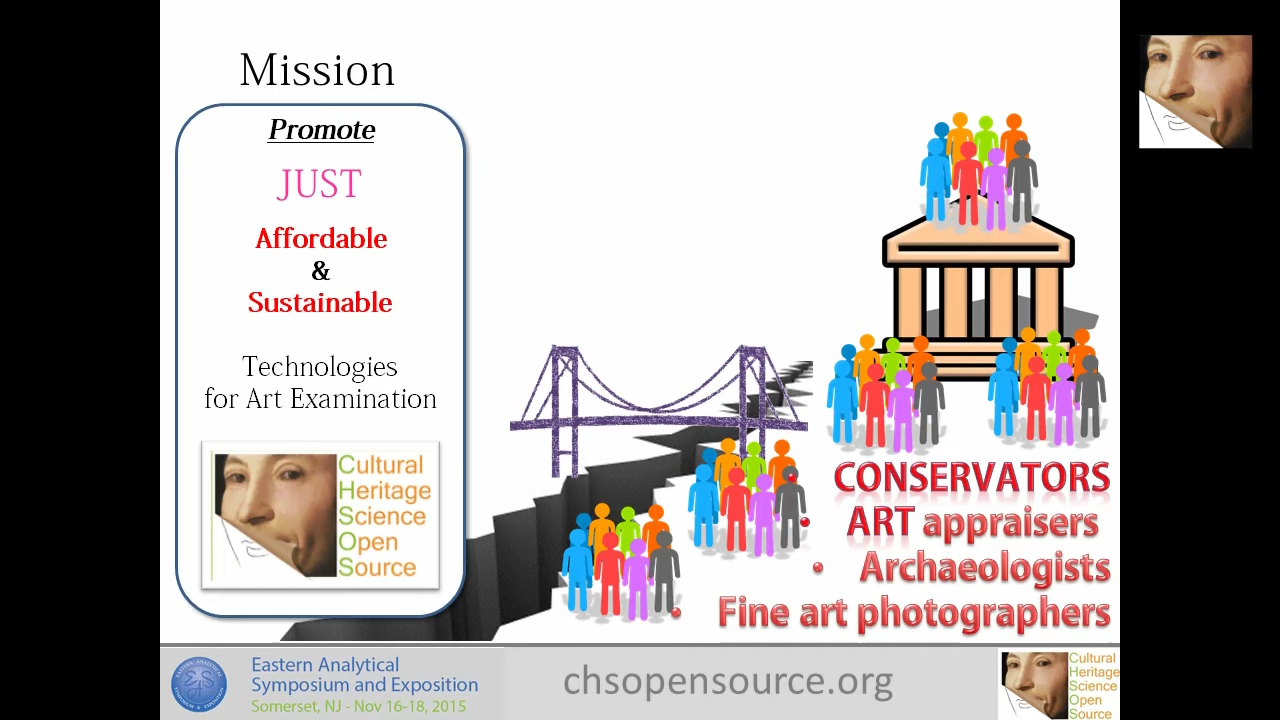 Mission
Promote
JUST
Affordable
&
Sustainable
Technologies
for Art Examination
Cultural
Heritage
Science
Open
Source
CONSERVATORS
ART appraisers
Archaeologists
Fine art photographers
Eastern Analytical
Symposium and Exposition
Somerset, NJ - Nov 16-18, 2015
chsopensource.org
Cultural
Heritage
Science
Open
Source